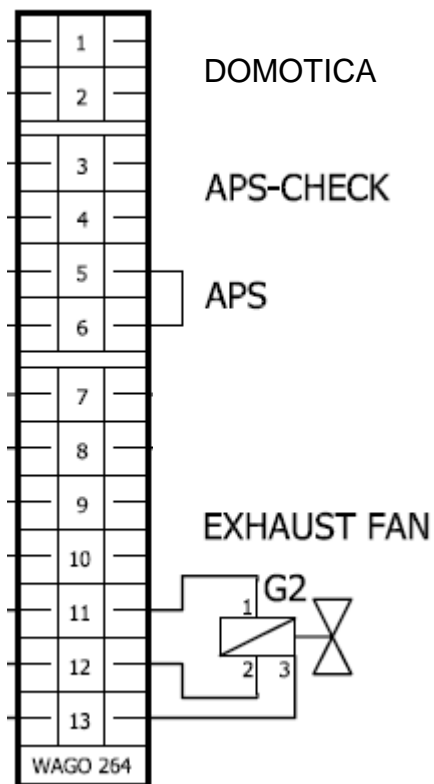 1
DOMOTICA
2
3
APS-CHECK
4
5
APS
6
7
8
9
EXHAUST FAN
10
G2
11
1
12
2 3
13
WAGO 264